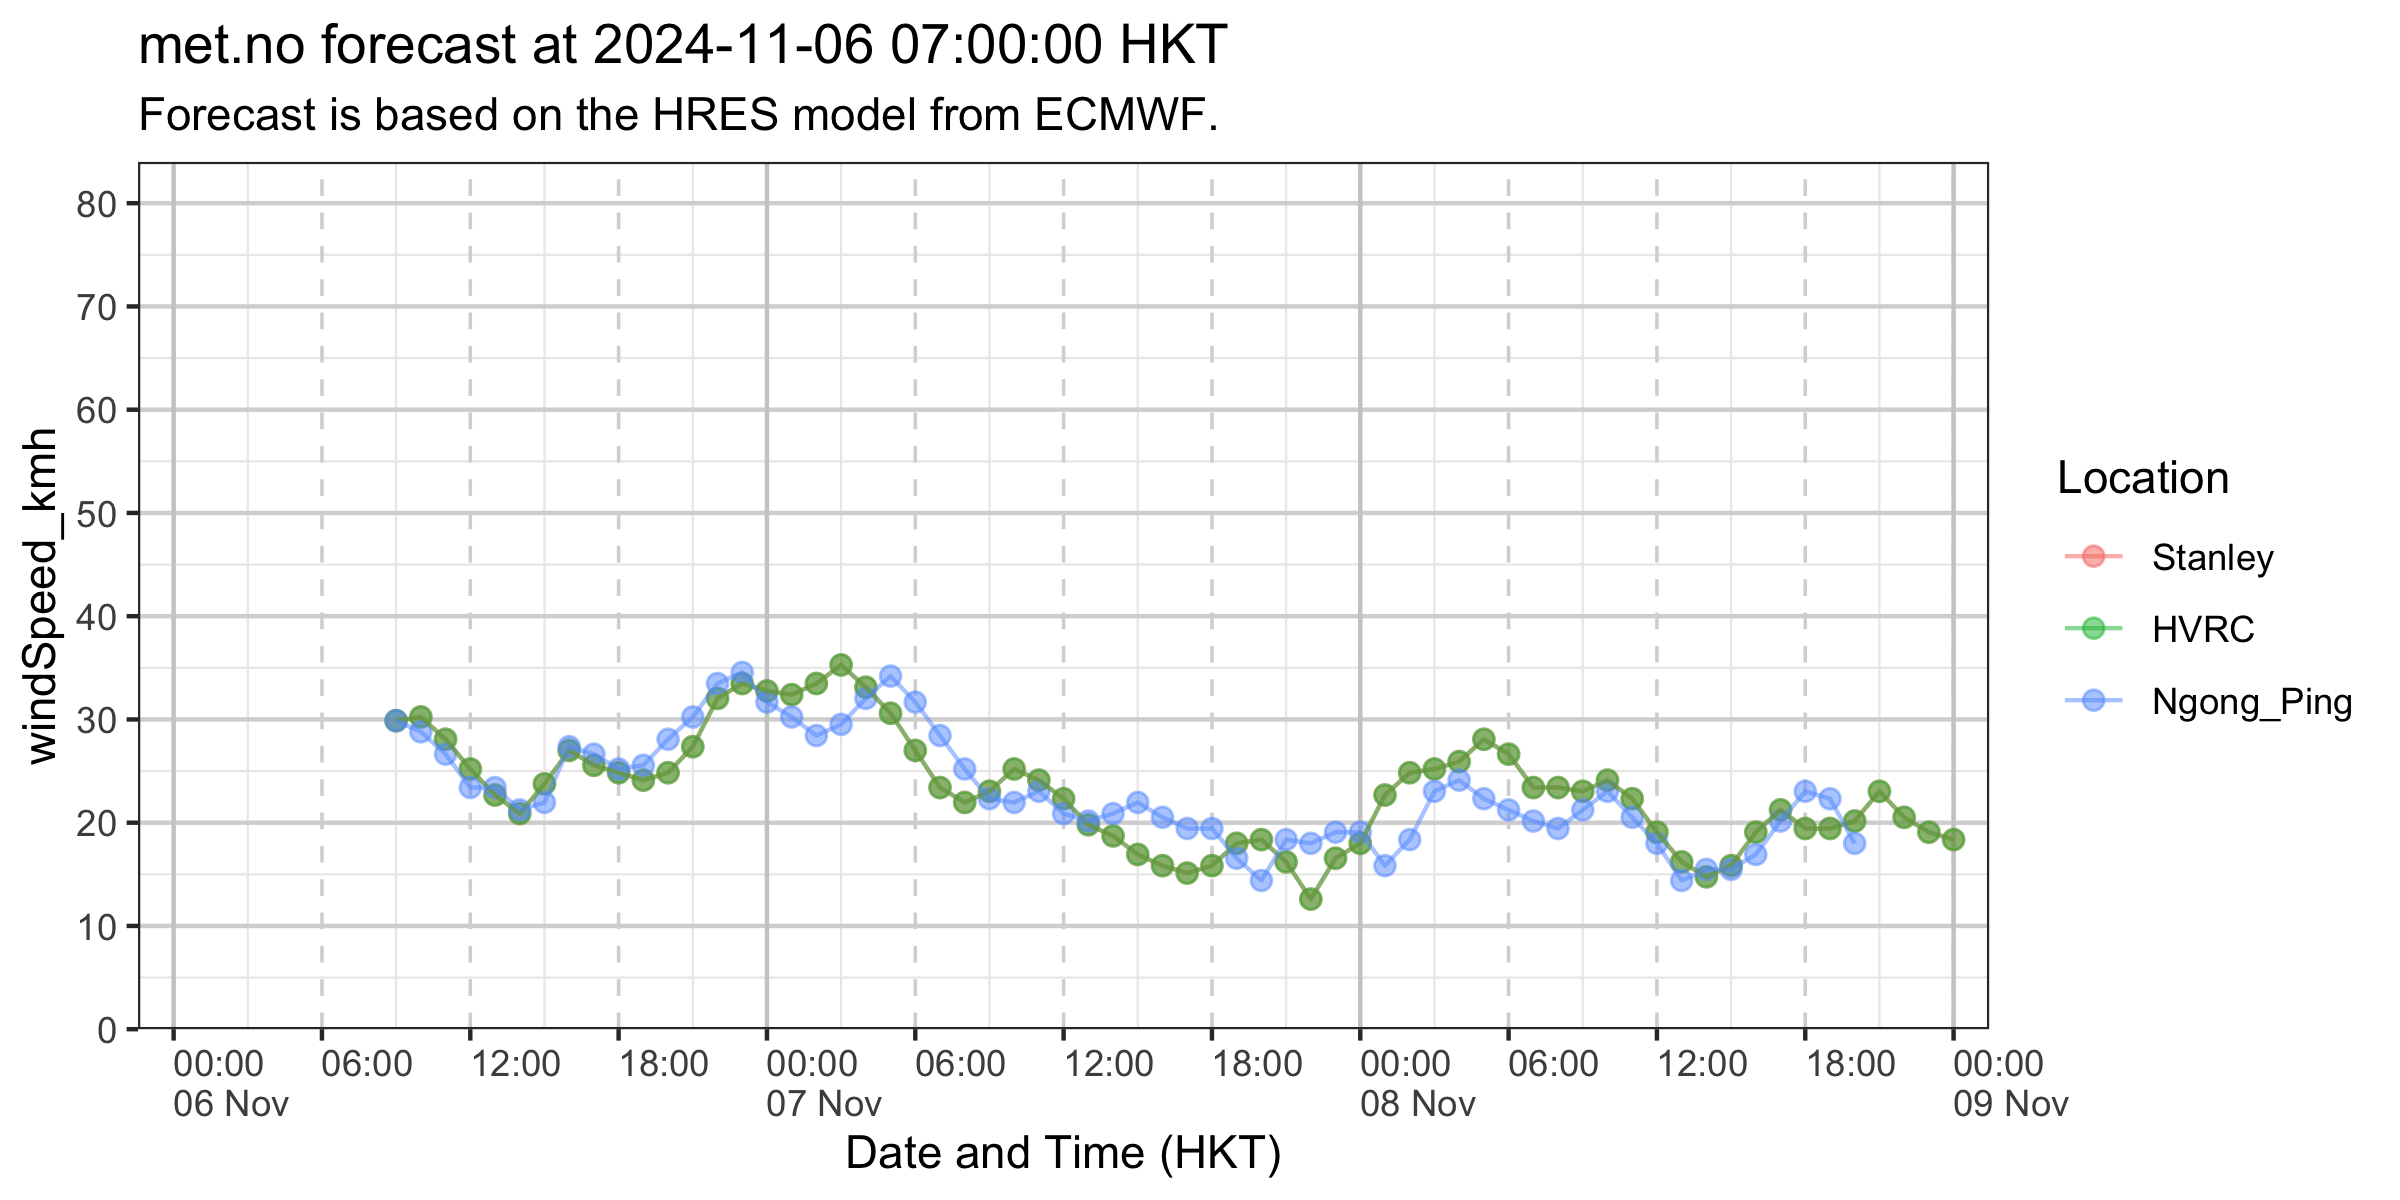 met.no forecast at 2024-11-06 07:00:00 HKT
Forecast is based on the HRES model from ECMWF.
windSpeed_kmh
80
70
60
50
40
30
20
10
0
00:00 06:00 12:00 18:00 00:00 06:00 12:00 18:00 00:00 06:00 12:00 18:00 00:00
06 Nov 07 Nov 08 Nov 09 Nov
Date and Time (HKT)
Location
Stanley
HVRC
Ngong_Ping